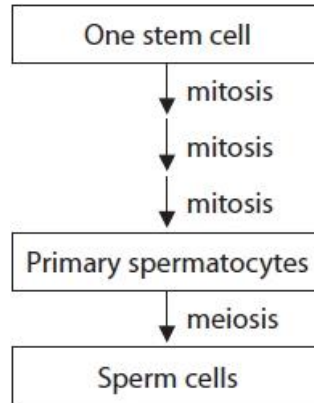 One stem cell
mitosis
mitosis
mitosis
Primary spermatocytes
meiosis
Sperm cells